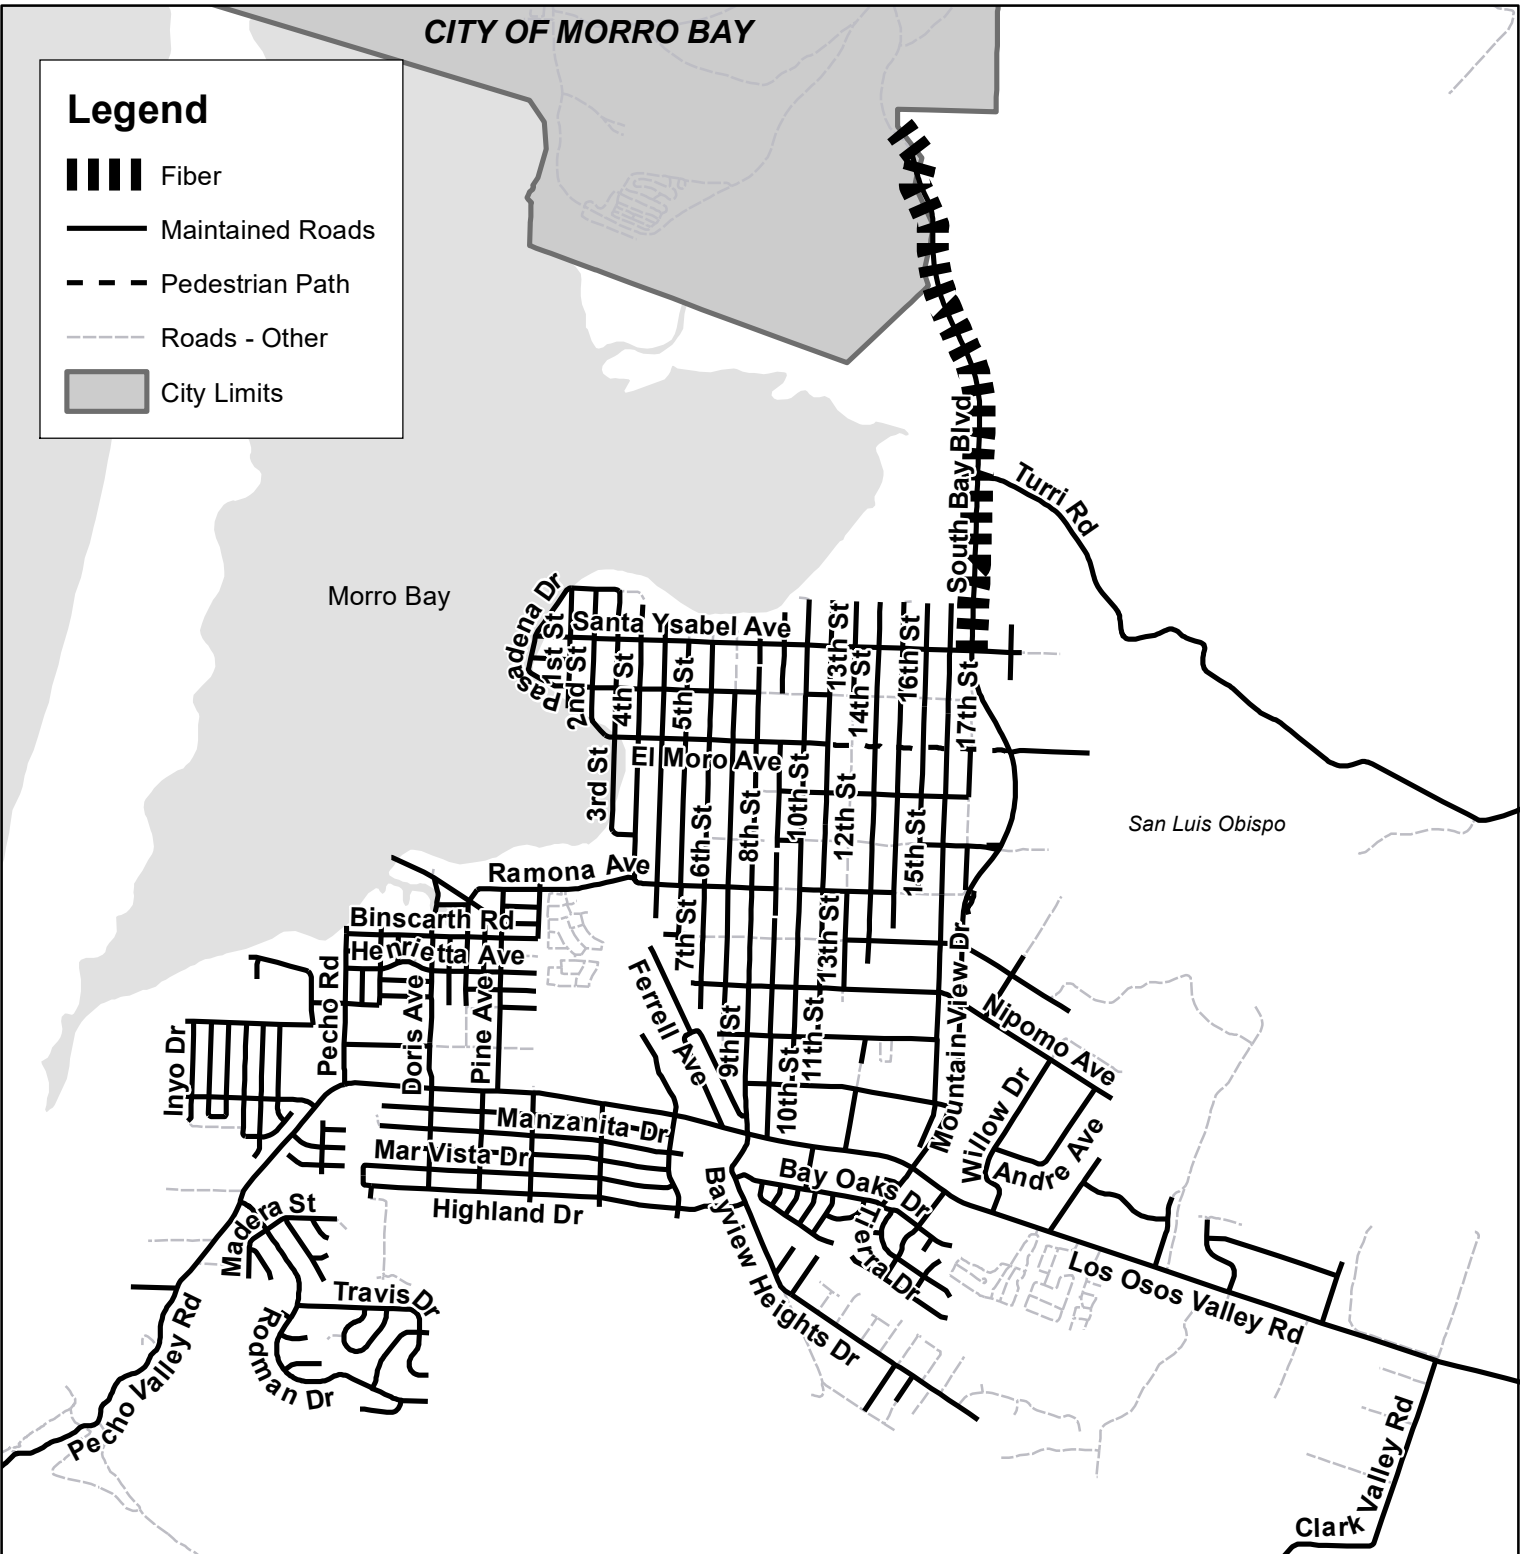 CITY OF MORRO BAY
Legend
Fiber
Maintained Roads
Pedestrian Path
Roads - Other
City Limits
South Bay Blvd
Turri Rd
Morro Bay
Pasadena Dr
Santa Ysabel Ave
1st St
2nd St
4th St
5th St
13th St
14th St
16th St
17th St
3rd St
El Moro Ave
10th St
12th St
6th St
8th St
15th St
San Luis Obispo
Ramona Ave
Binscarth Rd
Henrietta Ave
7th St
13th St
Pecho Rd
Doris Ave
Pine Ave
Ferrell Ave
9th St
11th St
10th St
Mountain View Dr
Nipomo Ave
Inyo Dr
Willow Dr
Andre Ave
Manzanita Dr
Mar Vista Dr
Highland Dr
Bay Oaks Dr
Tierra Dr
Bayview Heights Dr
Madera St
Travis Dr
Rodman Dr
Pecho Valley Rd
Los Osos Valley Rd
Clark Valley Rd